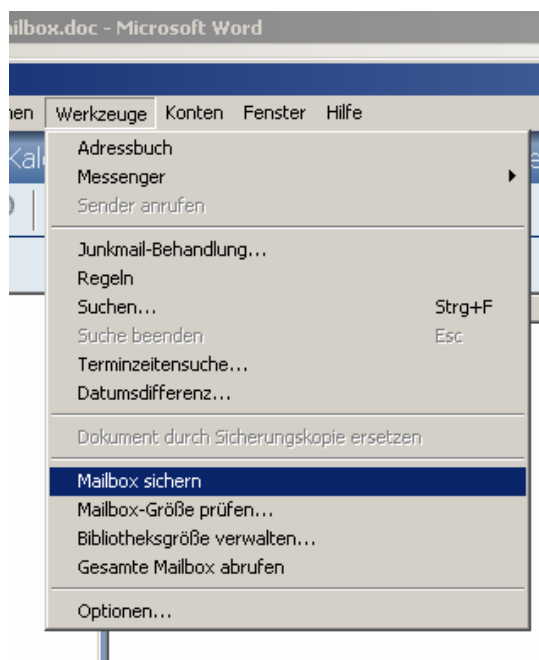 ilbox.doc - Microsoft Word
Werkzeuge Konten Fenster Hilfe
Kal
Adressbuch
Messenger
Sender anrufen
Junkmail-Behandlung...
Regeln
Suchen... Strg+F
Suche beenden Esc
Terminzeitensuche...
Datumsdifferenz...
Dokument durch Sicherungskopie ersetzen
Mailbox sichern
Mailbox-Größe prüfen...
Bibliotheksgröße verwalten...
Gesamte Mailbox abrufen
Optionen...